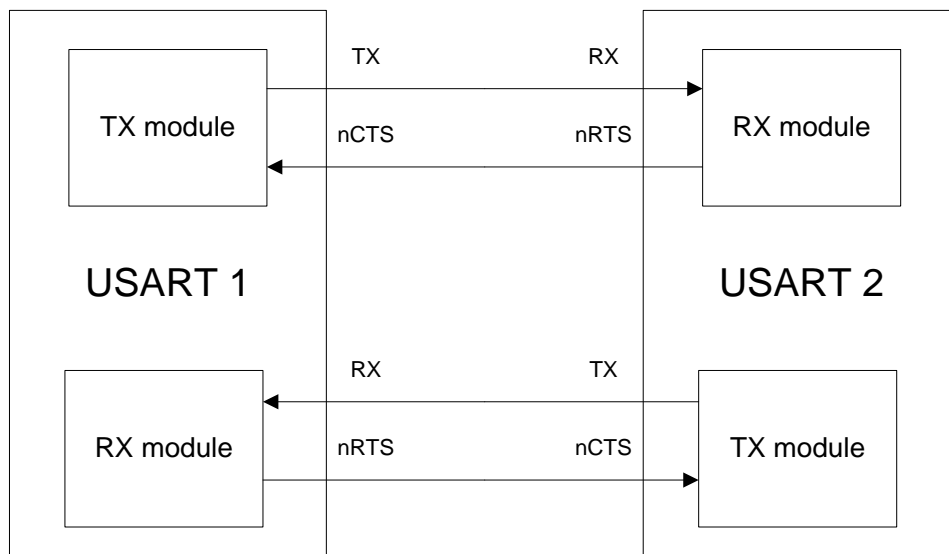 TX RX
TX module RX module
nCTS nRTS
USART 1 USART 2
RX TX
RX module TX module
nRTS nCTS